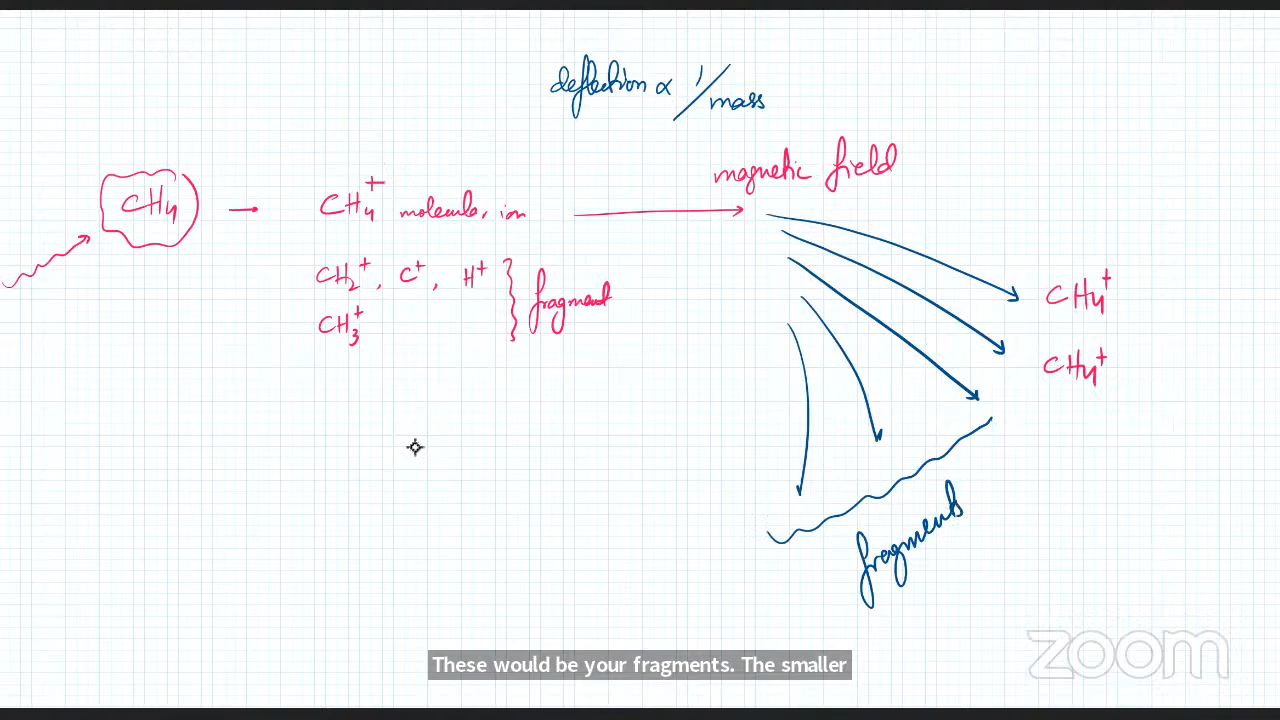 deflection ∝ 1/mass
magnetic field
CH4 → CH4+ molecular ion
CH2+, C+, H+ } fragment
CH3+
CH4+
CH4+
fragments
These would be your fragments. The smaller
zoom